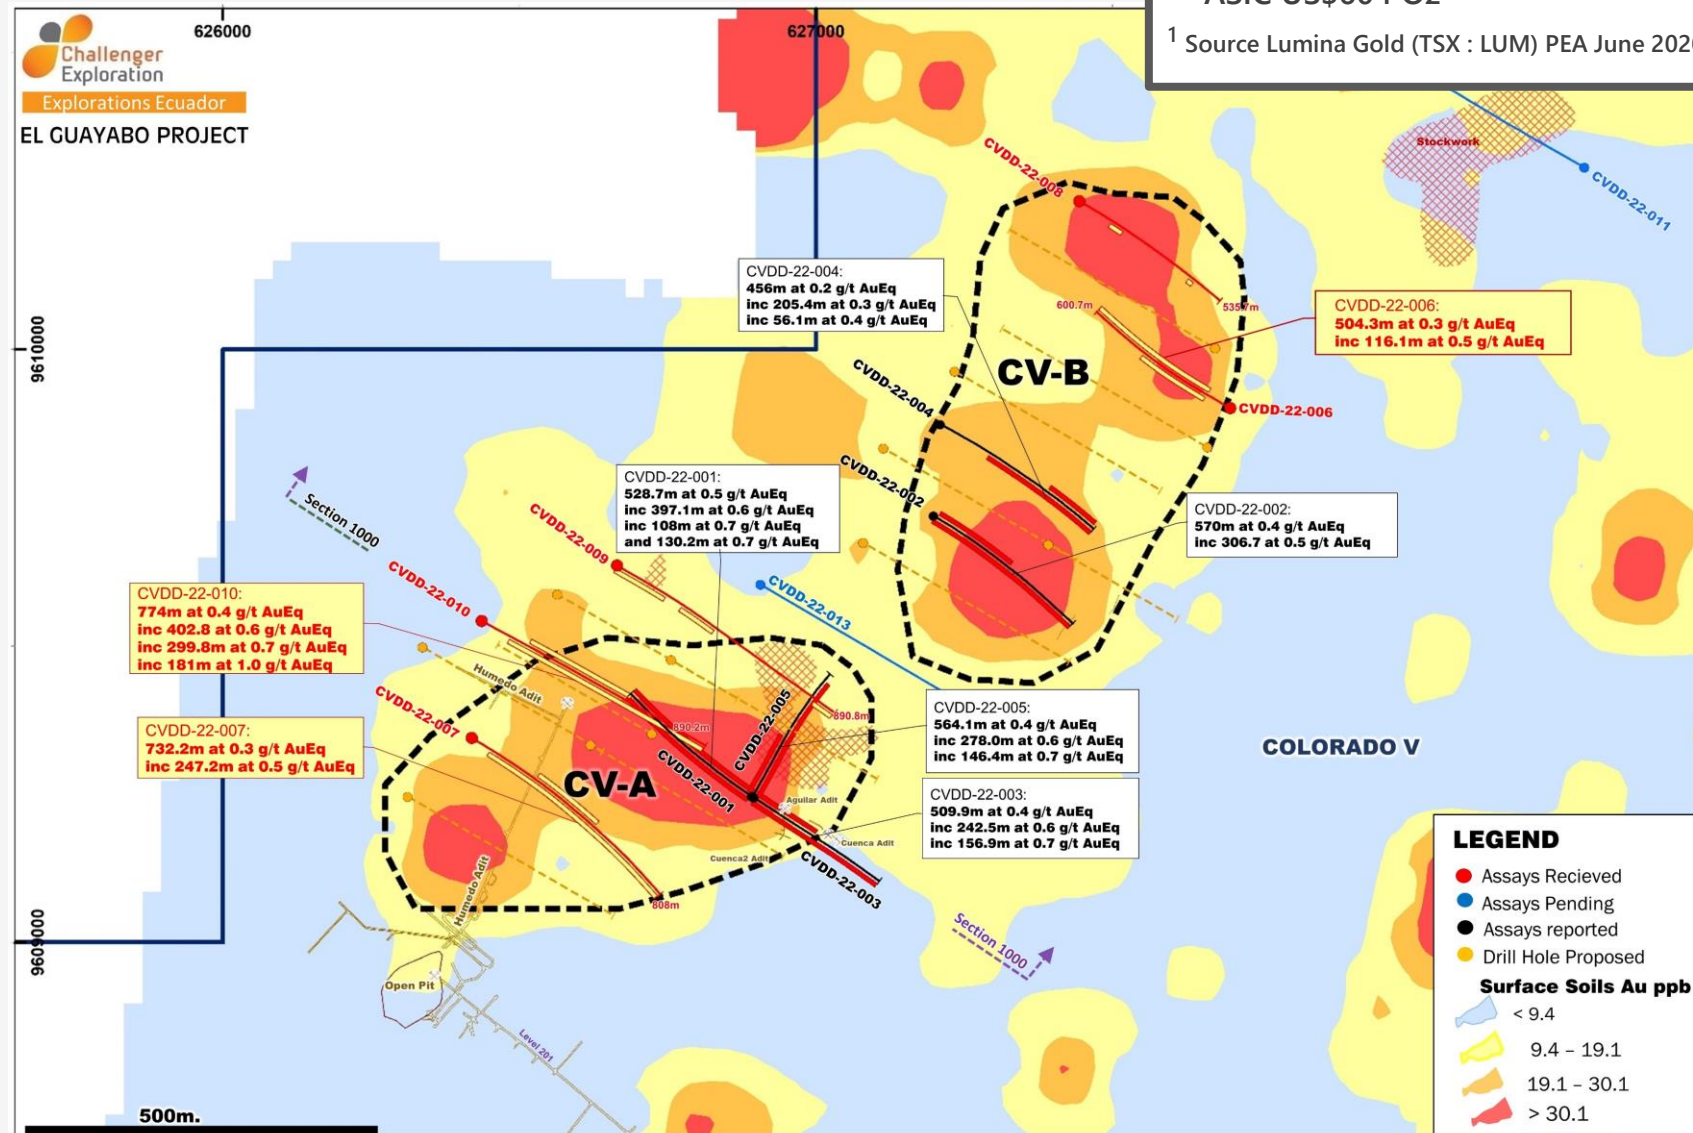 ASIC US$604 PO2
1 Source Lumina Gold (TSX : LUM) PEA June 202
626000
627000
Challenger
Exploration
Explorations Ecuador
EL GUAYABO PROJECT
9610000
9609000
Stockwork
CVDD-22-011
CVDD-22-008
535.7m
600.7m
CVDD-22-004:
456m at 0.2 g/t AuEq
inc 205.4m at 0.3 g/t AuEq
inc 56.1m at 0.4 g/t AuEq
CVDD-22-006:
504.3m at 0.3 g/t AuEq
inc 116.1m at 0.5 g/t AuEq
CV-B
CVDD-22-004
CVDD-22-006
CVDD-22-002
CVDD-22-001:
528.7m at 0.5 g/t AuEq
inc 397.1m at 0.6 g/t AuEq
inc 108m at 0.7 g/t AuEq
and 130.2m at 0.7 g/t AuEq
CVDD-22-002:
570m at 0.4 g/t AuEq
inc 306.7 at 0.5 g/t AuEq
Section 1000
CVDD-22-009
CVDD-22-010
CVDD-22-013
CVDD-22-010:
774m at 0.4 g/t AuEq
inc 402.8 at 0.6 g/t AuEq
inc 299.8m at 0.7 g/t AuEq
inc 181m at 1.0 g/t AuEq
Humedo Adit
CVDD-22-007
CVDD-22-005
890.8m
890.2m
CVDD-22-007:
732.2m at 0.3 g/t AuEq
inc 247.2m at 0.5 g/t AuEq
CVDD-22-005:
564.1m at 0.4 g/t AuEq
inc 278.0m at 0.6 g/t AuEq
inc 146.4m at 0.7 g/t AuEq
COLORADO V
CV-A
CVDD-22-001
Aguilar Adit
Cuenca Adit
Cuenca2 Adit
CVDD-22-003:
509.9m at 0.4 g/t AuEq
inc 242.5m at 0.6 g/t AuEq
inc 156.9m at 0.7 g/t AuEq
CVDD-22-003
808m
Humedo Adit
Section 1000
Open Pit
Level 201
500m.
LEGEND
Assays Recieved
Assays Pending
Assays reported
Drill Hole Proposed
Surface Soils Au ppb
< 9.4
9.4 – 19.1
19.1 – 30.1
> 30.1